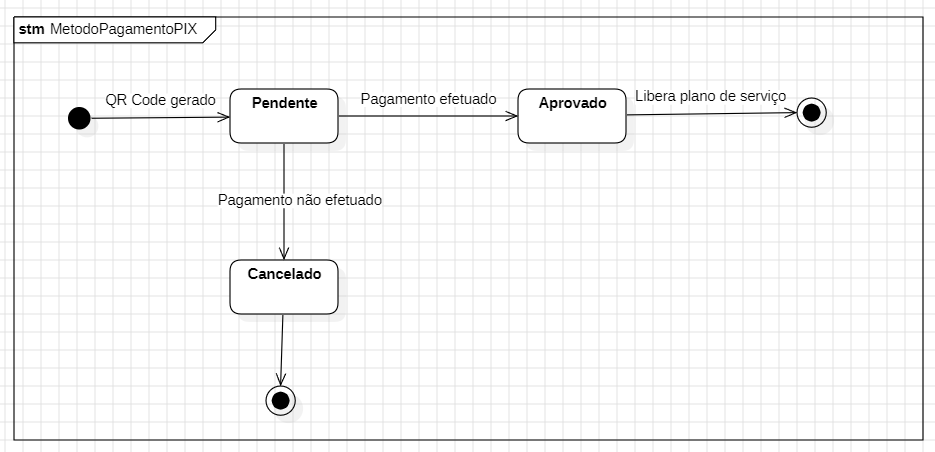 stm MetodoPagamentoPIX
QR Code gerado
Pendente
Pagamento efetuado
Aprovado
Libera plano de serviço
Pagamento não efetuado
Cancelado